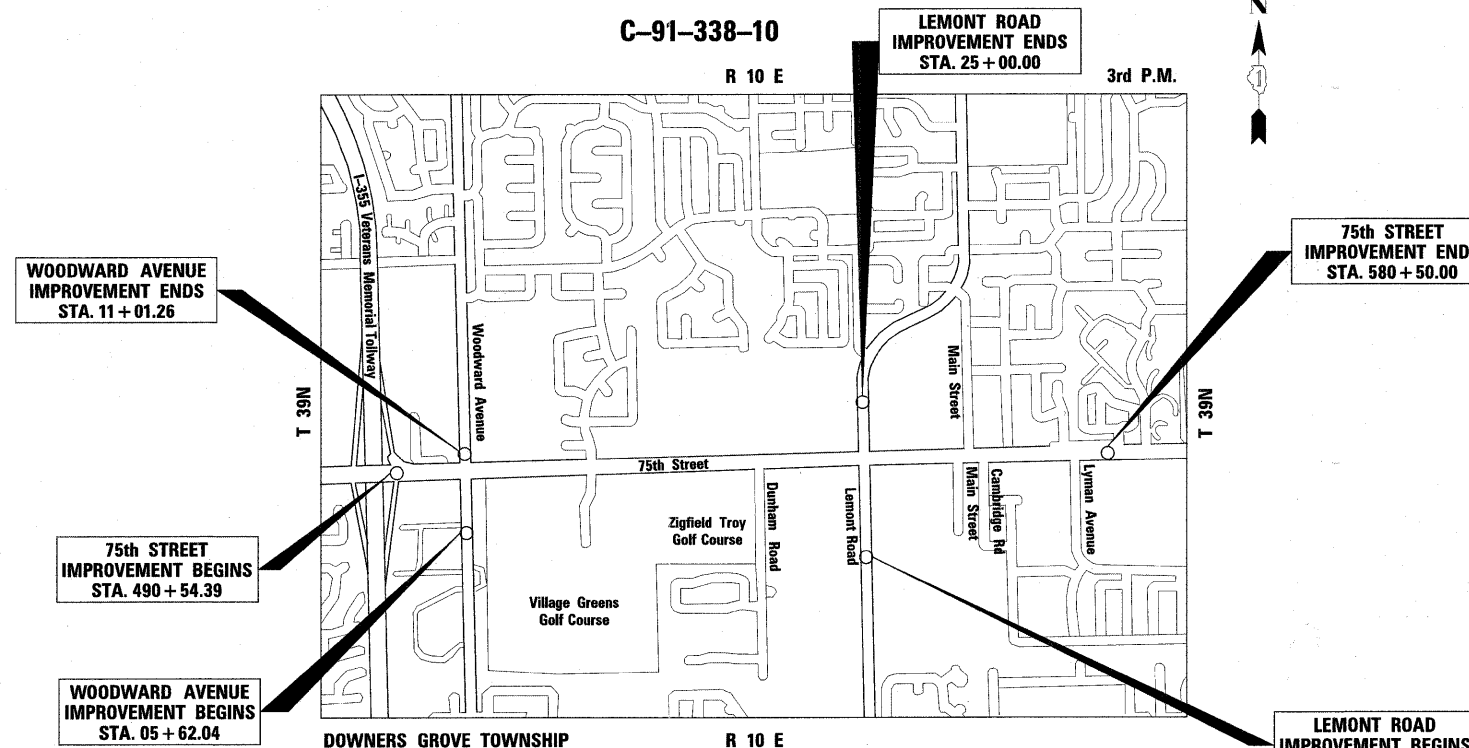 C–91–338–10
N
LEMONT ROAD
IMPROVEMENT ENDS
STA. 25 + 00.00
R 10 E
3rd P.M.
1
I–355 Veterans Memorial Tollway
75th STREET
IMPROVEMENT END
STA. 580 + 50.00
WOODWARD AVENUE
IMPROVEMENT ENDS
STA. 11 + 01.26
Woodward Avenue
Main Street
T 39N
T 39N
75th Street
Dunham Road
Lemont Road
Main Street
Cambridge Rd
Lyman Avenue
Zigfield Troy
Golf Course
75th STREET
IMPROVEMENT BEGINS
STA. 490 + 54.39
Village Greens
Golf Course
WOODWARD AVENUE
IMPROVEMENT BEGINS
STA. 05 + 62.04
LEMONT ROAD
IMPROVEMENT BEGINS
DOWNERS GROVE TOWNSHIP
R 10 E